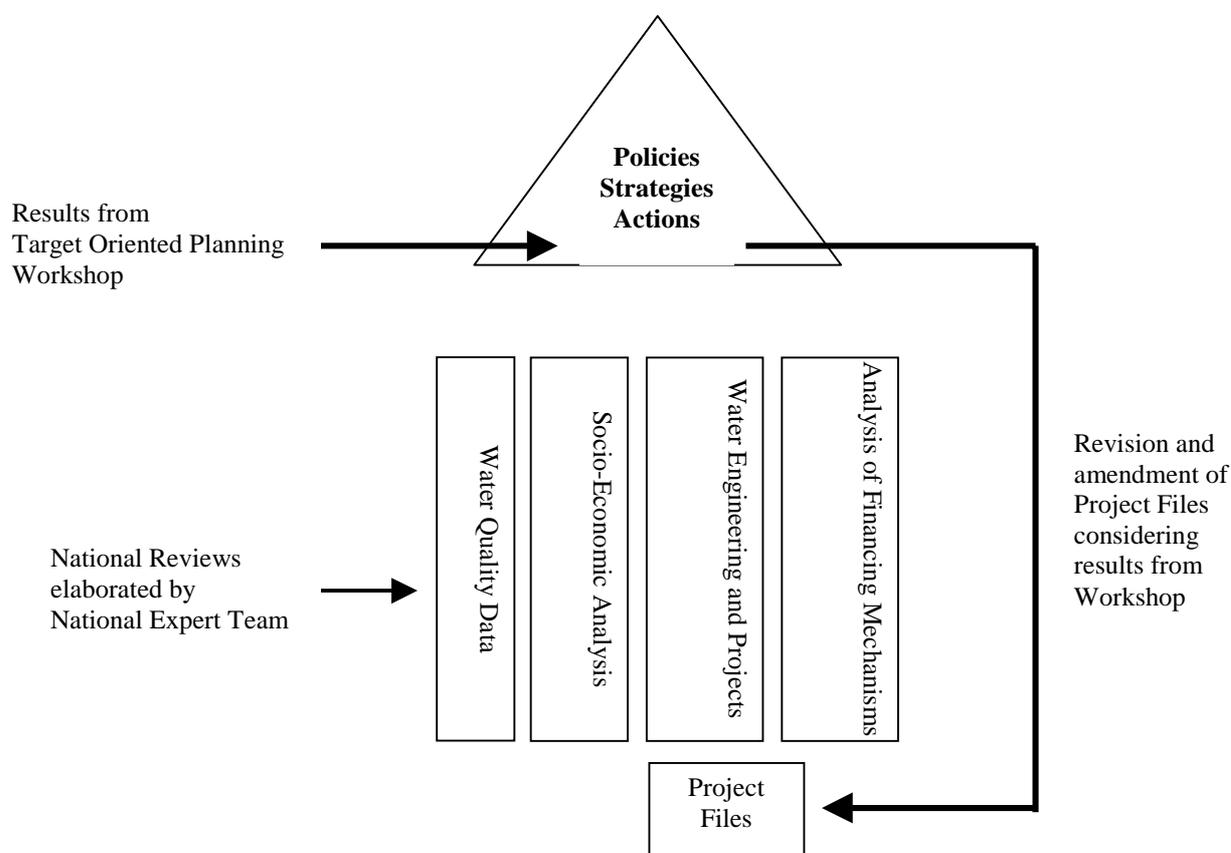 Policies
Strategies
Actions
Results from
Target Oriented Planning
Workshop
Water Quality Data
Socio-Economic Analysis
Water Engineering and Projects
Analysis of Financing Mechanisms
Revision and
amendment of
Project Files
considering
results from
Workshop
National Reviews
elaborated by
National Expert Team
Project
Files